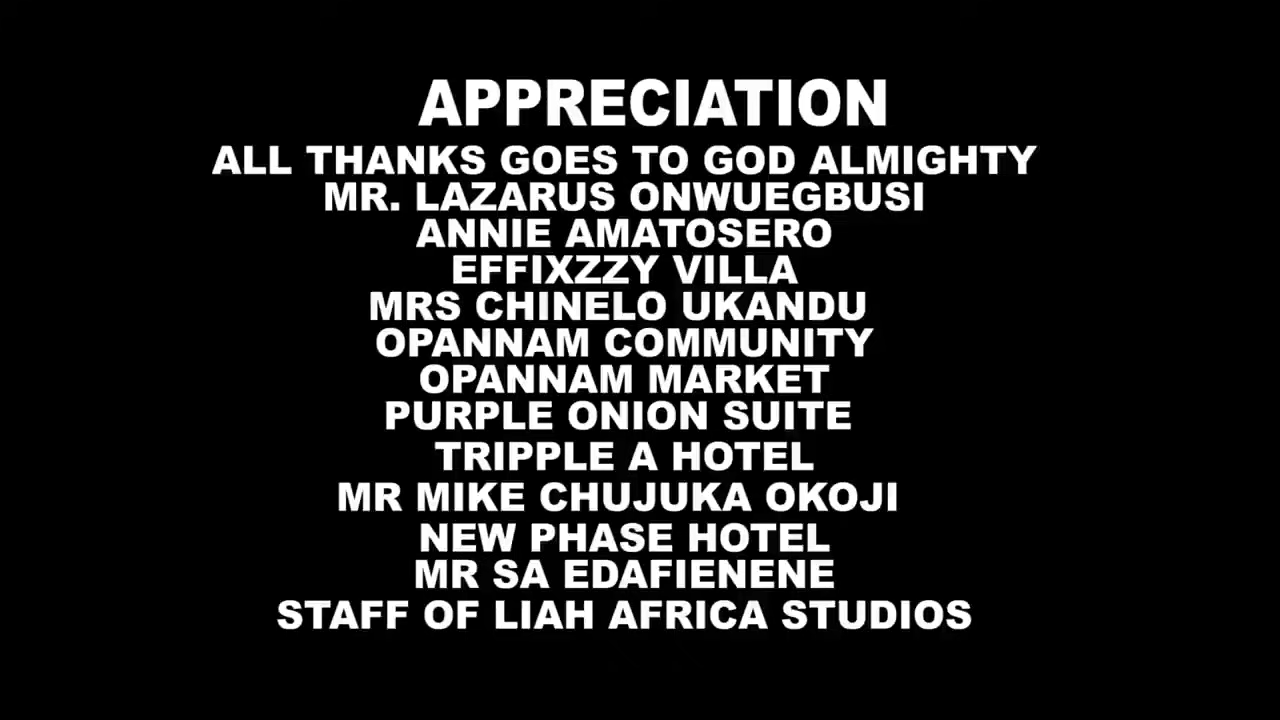 APPRECIATION
ALL THANKS GOES TO GOD ALMIGHTY
MR. LAZARUS ONWUEGBUSI
ANNIE AMATOSERO
EFFIXZZY VILLA
MRS CHINELO UKANDU
OPANNAM COMMUNITY
OPANNAM MARKET
PURPLE ONION SUITE
TRIPPLE A HOTEL
MR MIKE CHUJUKA OKOJI
NEW PHASE HOTEL
MR SA EDAFIENENE
STAFF OF LIAH AFRICA STUDIOS